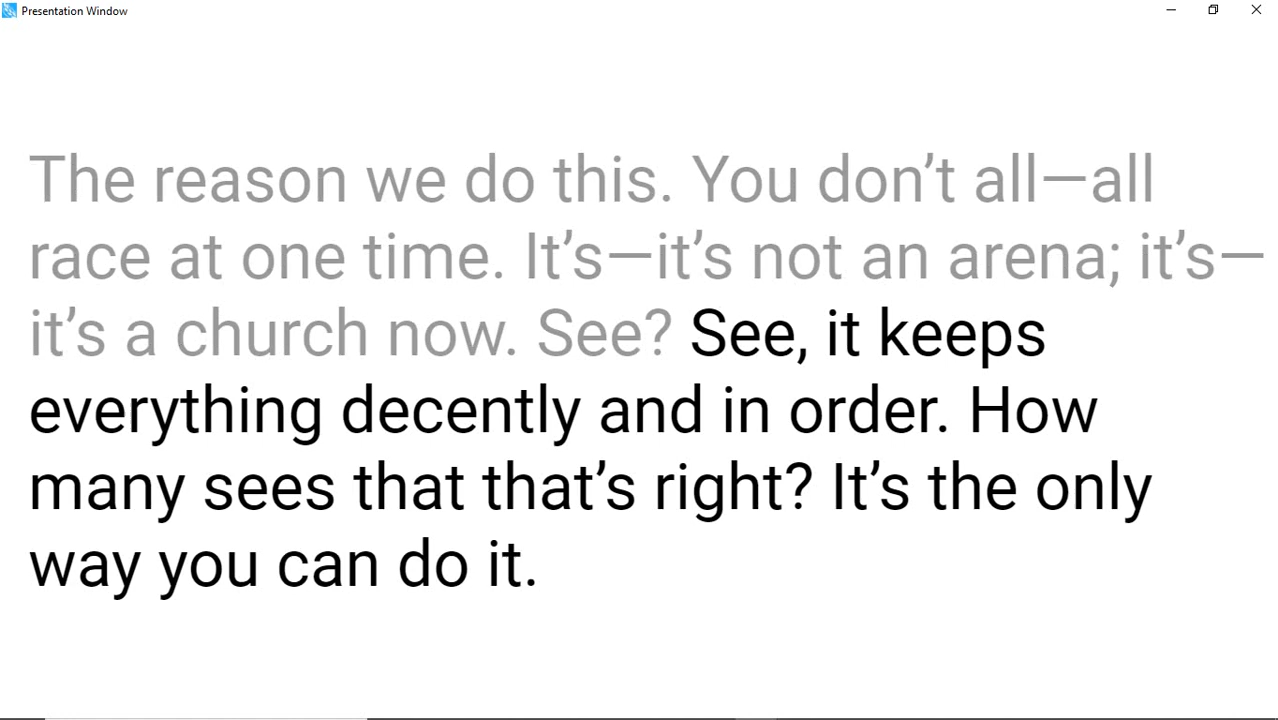 Presentation Window
The reason we do this. You don’t all—all
race at one time. It’s—it’s not an arena; it’s—
it’s a church now. See? See, it keeps
everything decently and in order. How
many sees that that’s right? It’s the only
way you can do it.